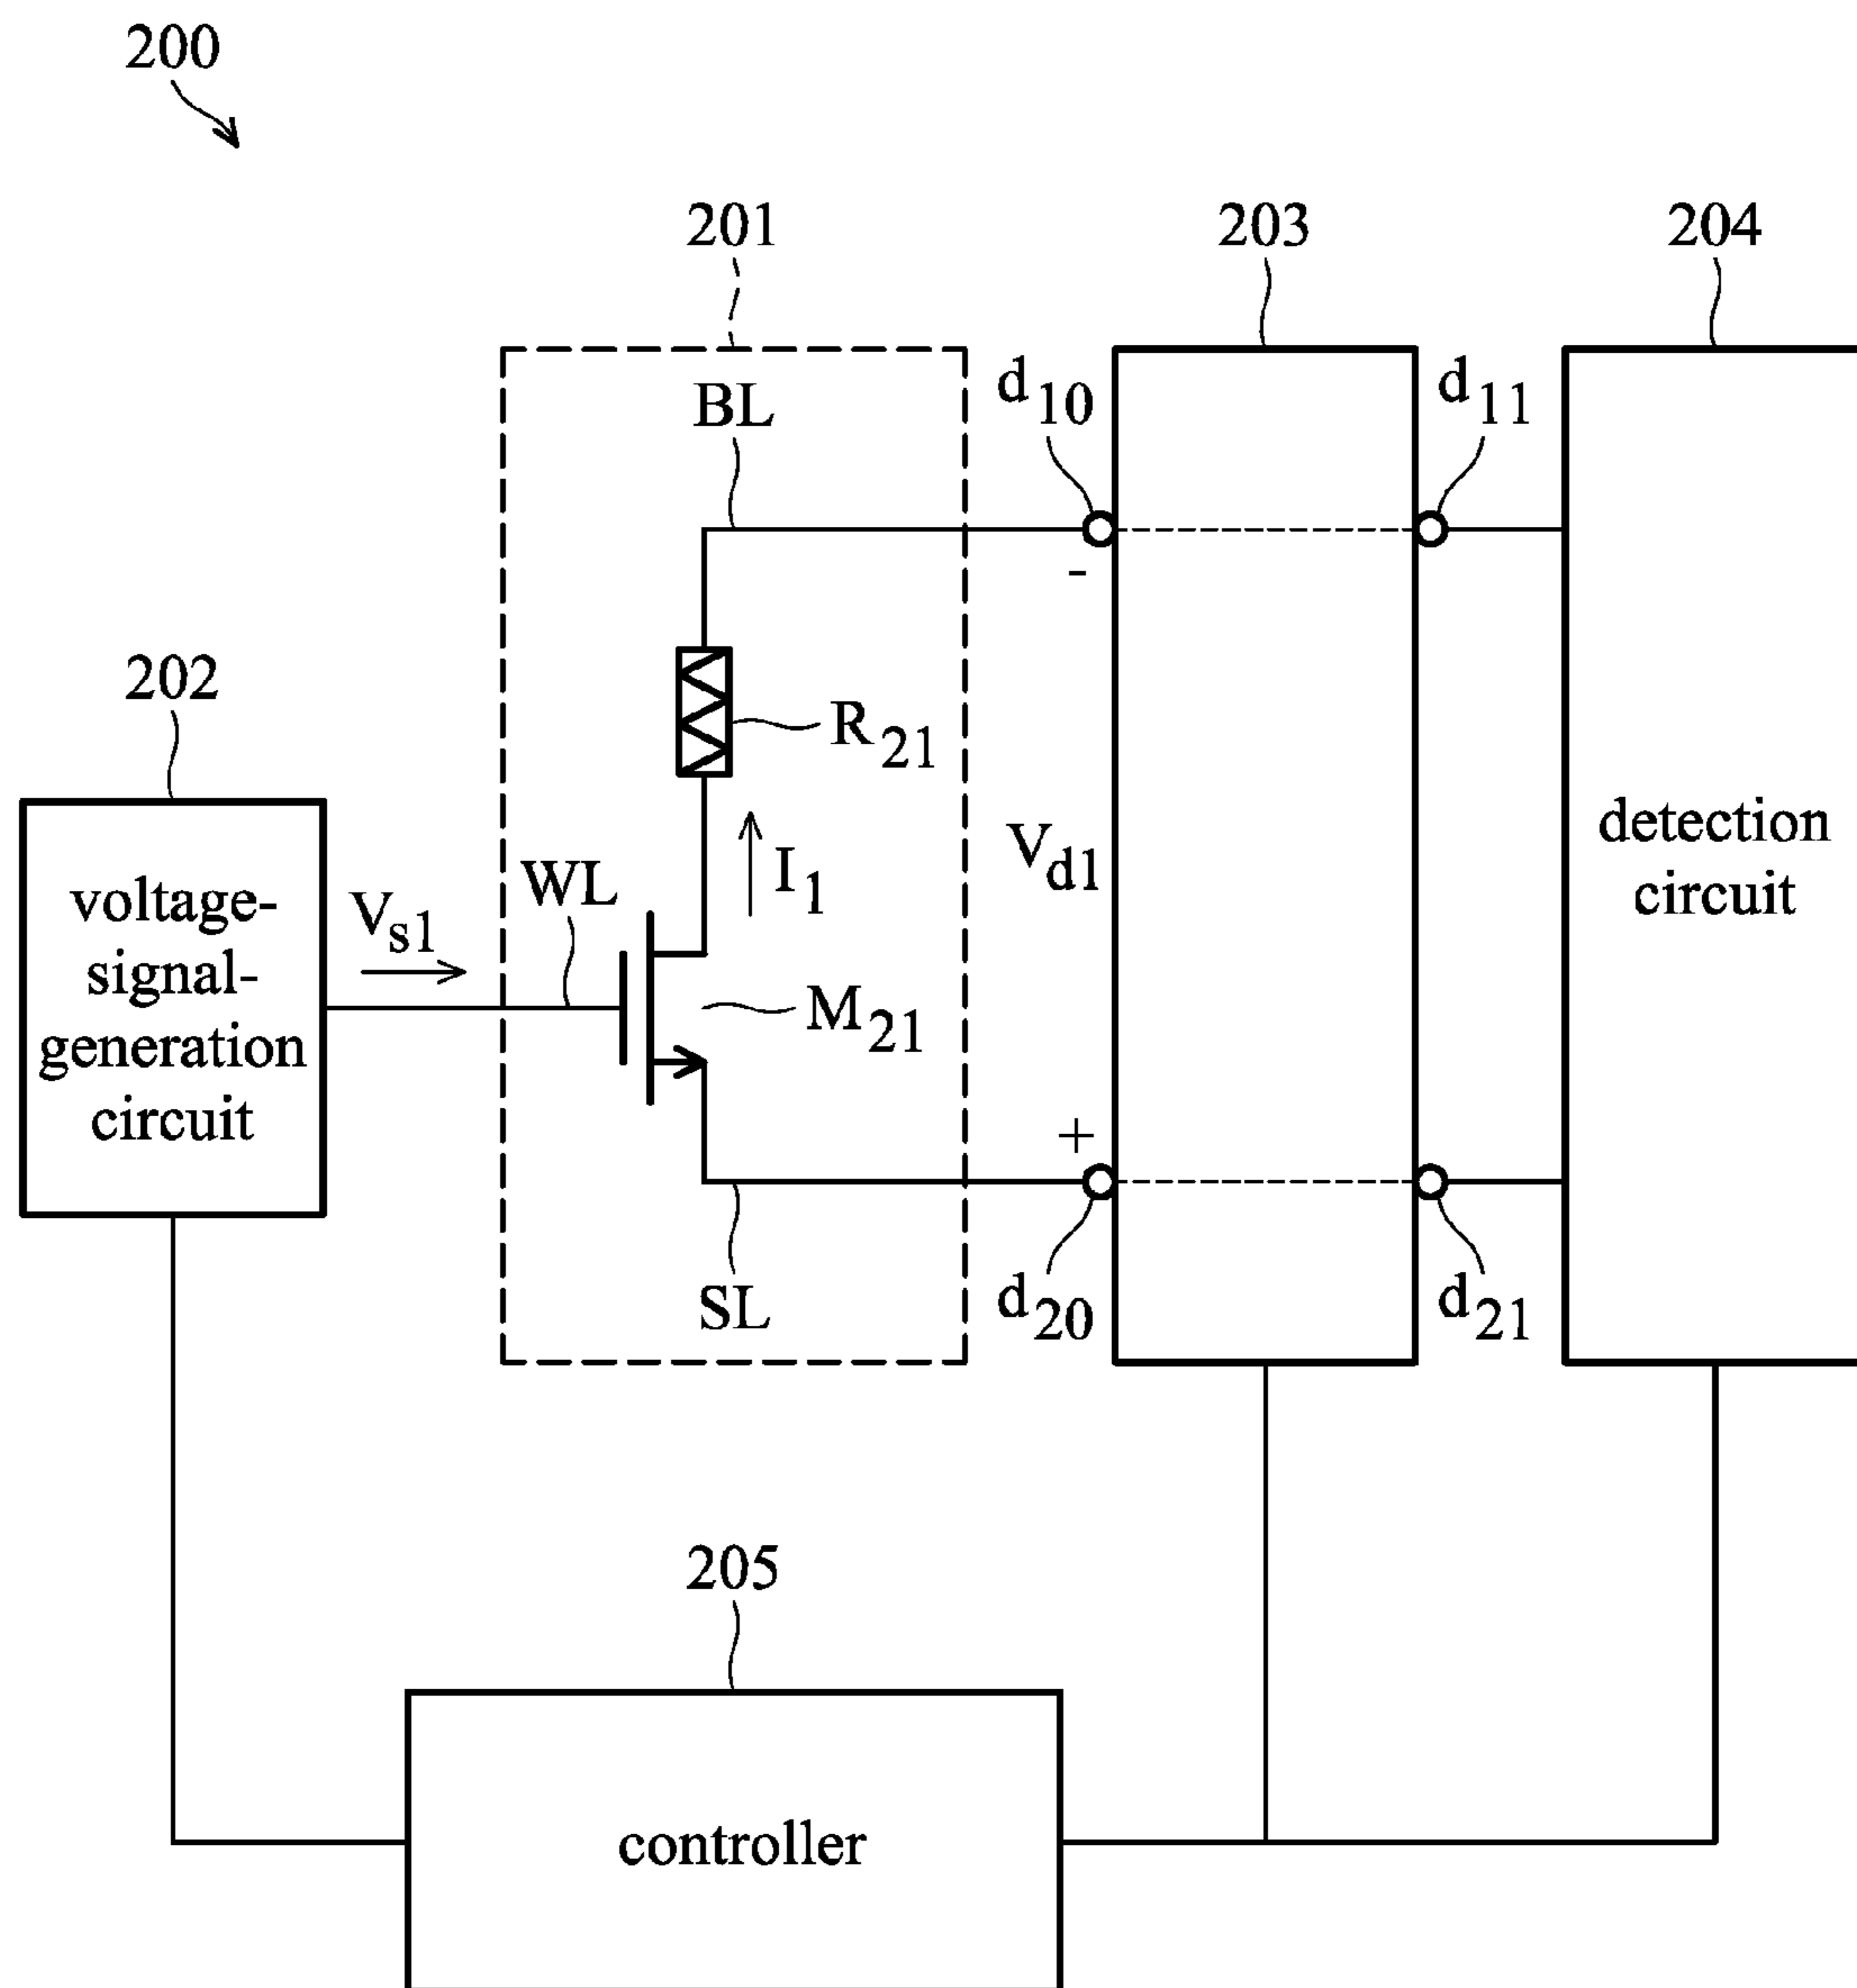 200
201
203
204
BL
d10
d11
-
202
R21
voltage-
signal-
generation
circuit
Vs1
WL
I1
Vd1
detection
circuit
M21
+
SL
d20
d21
205
controller